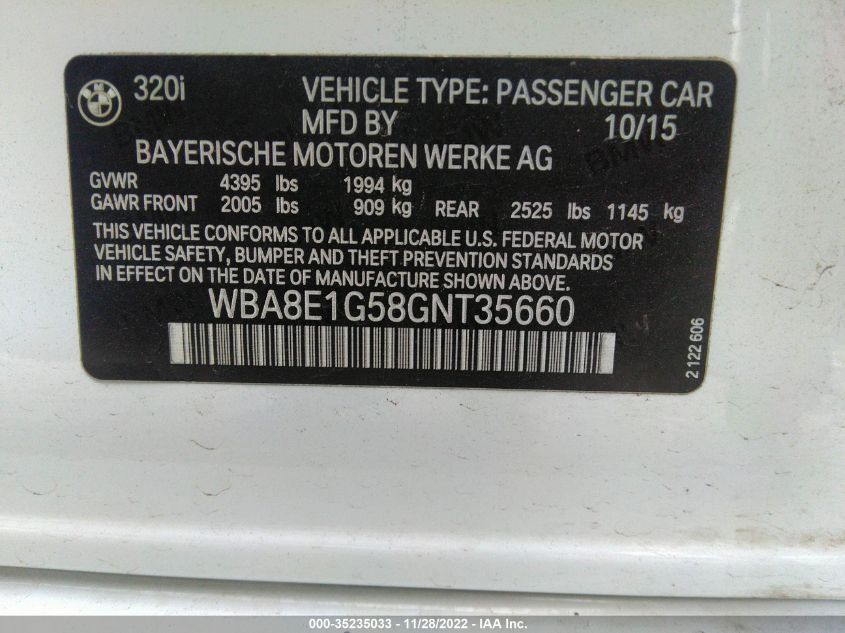 320i VEHICLE TYPE: PASSENGER CAR
MFD BY 10/15
BAYERISCHE MOTOREN WERKE AG
GVWR 4395 lbs 1994 kg
GAWR FRONT 2005 lbs 909 kg REAR 2525 lbs 1145 kg
THIS VEHICLE CONFORMS TO ALL APPLICABLE U.S. FEDERAL MOTOR
VEHICLE SAFETY, BUMPER AND THEFT PREVENTION STANDARDS
IN EFFECT ON THE DATE OF MANUFACTURE SHOWN ABOVE.
WBA8E1G58GNT35660
2 122 606
000-35235033 - 11/28/2022 - IAA Inc.